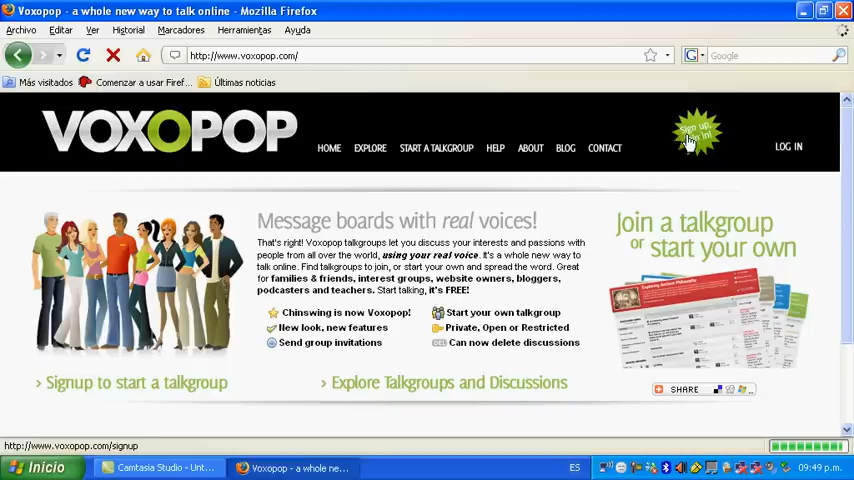 Voxopop - a whole new way to talk online - Mozilla Firefox
Archivo Editar Ver Historial Marcadores Herramientas Ayuda
http://www.voxopop.com/
Google
Más visitados Comenzar a usar Firef... Últimas noticias
VOXOPOP
HOME EXPLORE START A TALKGROUP HELP ABOUT BLOG CONTACT
Sign up,
in!
LOG IN
Message boards with real voices!
That's right! Voxopop talkgroups let you discuss your interests and passions with
people from all over the world, using your real voice. It's a whole new way to
talk online. Find talkgroups to join, or start your own and spread the word. Great
for families & friends, interest groups, website owners, bloggers,
podcasters and teachers. Start talking, it's FREE!
Chinswing is now Voxopop! Start your own talkgroup
New look, new features Private, Open or Restricted
Send group invitations Can now delete discussions
Join a talkgroup
or start your own
Exploring Ancient Philosophy
> Signup to start a talkgroup
> Explore Talkgroups and Discussions
SHARE
http://www.voxopop.com/signup
Inicio
Camtasia Studio - Unt...
Voxopop - a whole ne...
ES
09:49 p.m.